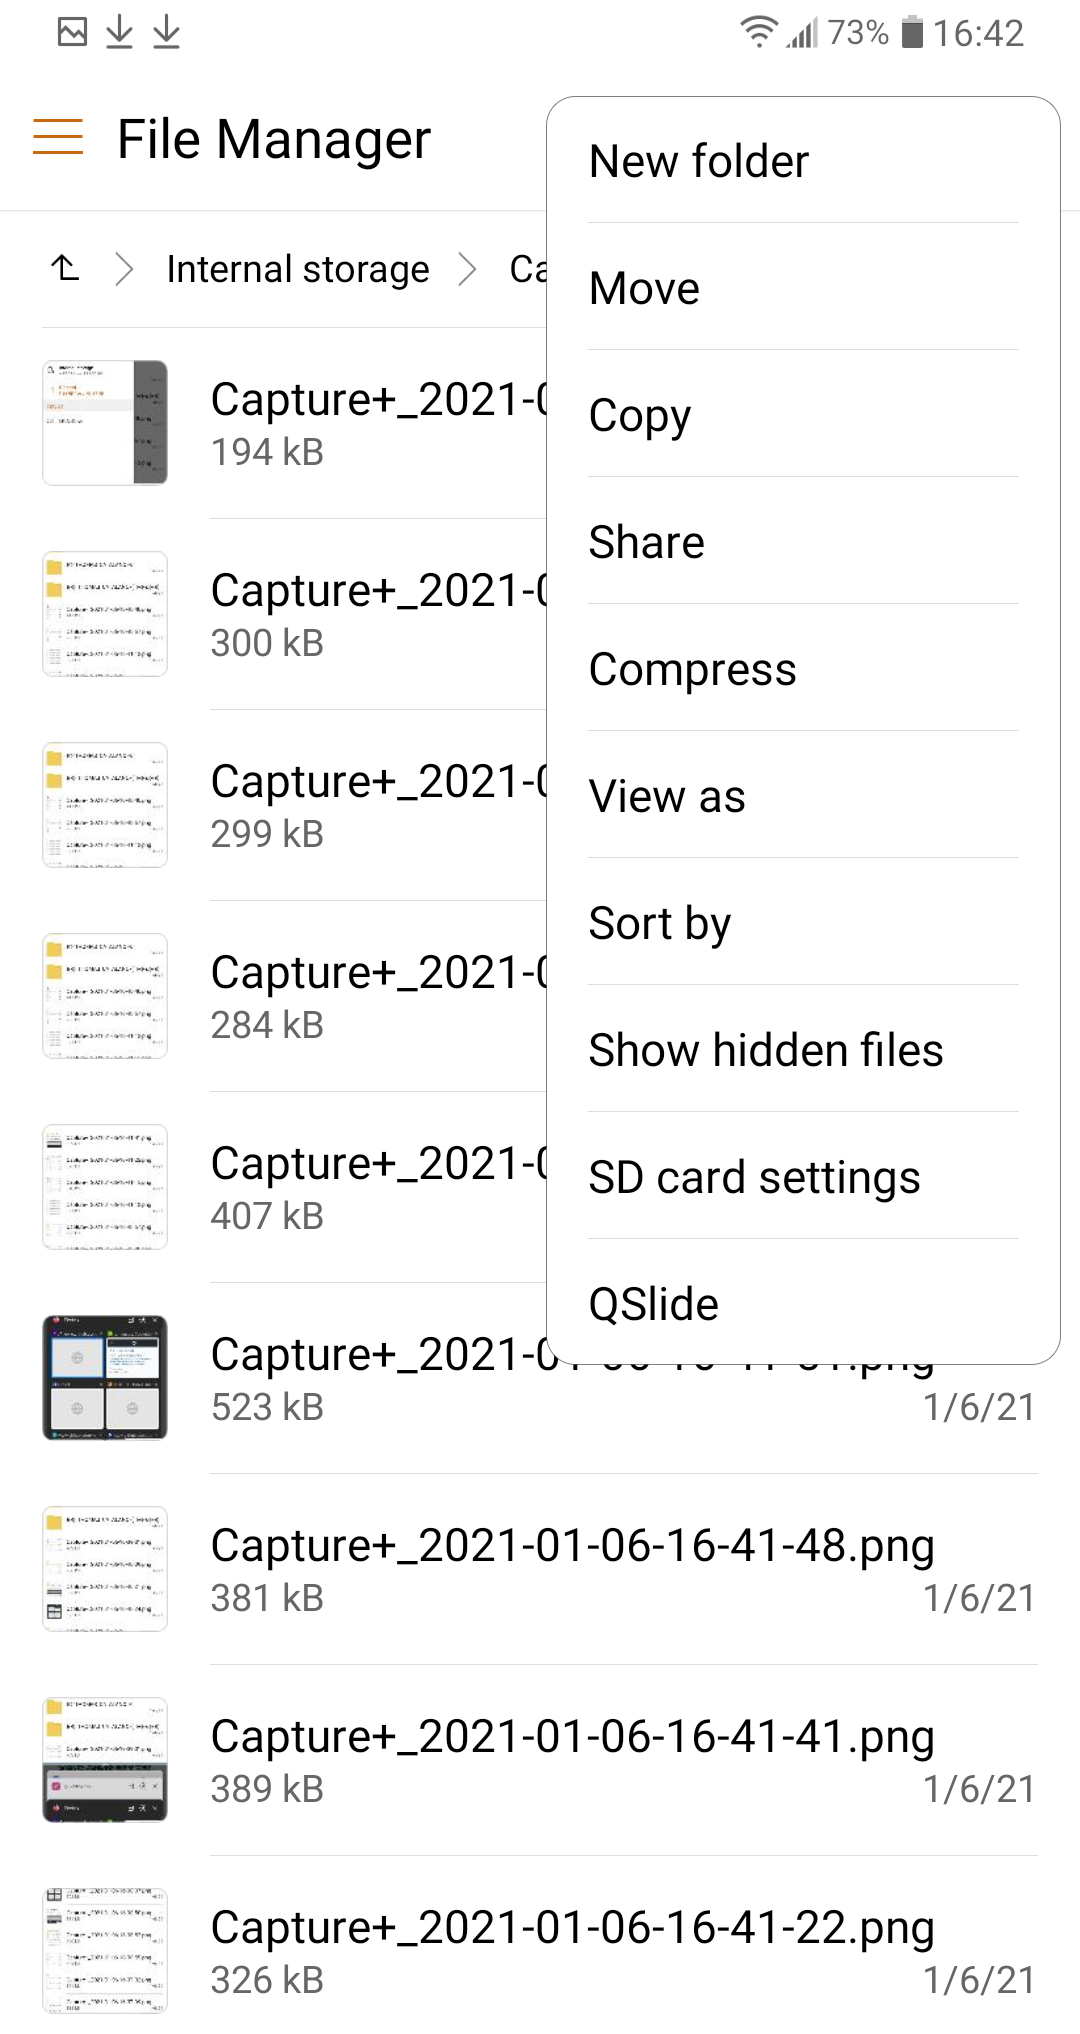 73% 16:42
File Manager
New folder
Move
Copy
Share
Compress
View as
Sort by
Show hidden files
SD card settings
QSlide
Internal storage
Capture+_2021-0
194 kB
Capture+_2021-0
300 kB
Capture+_2021-0
299 kB
Capture+_2021-0
284 kB
Capture+_2021-0
407 kB
Capture+_2021-0
523 kB
1/6/21
Capture+_2021-01-06-16-41-48.png
381 kB
1/6/21
Capture+_2021-01-06-16-41-41.png
389 kB
1/6/21
Capture+_2021-01-06-16-41-22.png
326 kB
1/6/21